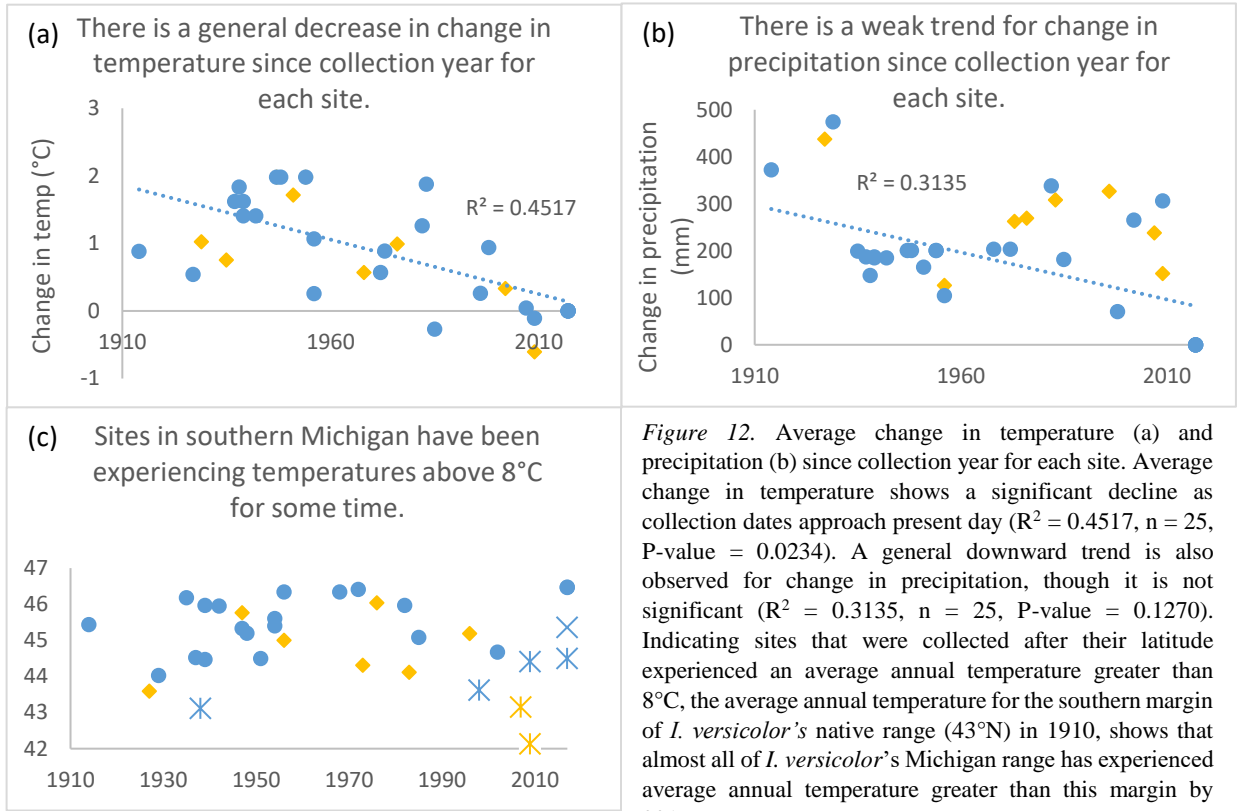 (a) There is a general decrease in change in
temperature since collection year for
each site.
3
2
1
0
-1
Change in temp (°C)
R² = 0.4517
1910 1960 2010
(b) There is a weak trend for change in
precipitation since collection year for
each site.
500
400
300
200
100
0
Change in precipitation
(mm)
R² = 0.3135
1910 1960 2010
(c) Sites in southern Michigan have been
experiencing temperatures above 8°C
for some time.
47
46
45
44
43
42
1910 1930 1950 1970 1990 2010
Figure 12. Average change in temperature (a) and
precipitation (b) since collection year for each site. Average
change in temperature shows a significant decline as
collection dates approach present day (R² = 0.4517, n = 25,
P-value = 0.0234). A general downward trend is also
observed for change in precipitation, though it is not
significant (R² = 0.3135, n = 25, P-value = 0.1270).
Indicating sites that were collected after their latitude
experienced an average annual temperature greater than
8°C, the average annual temperature for the southern margin
of I. versicolor's native range (43°N) in 1910, shows that
almost all of I. versicolor's Michigan range has experienced
average annual temperature greater than this margin by